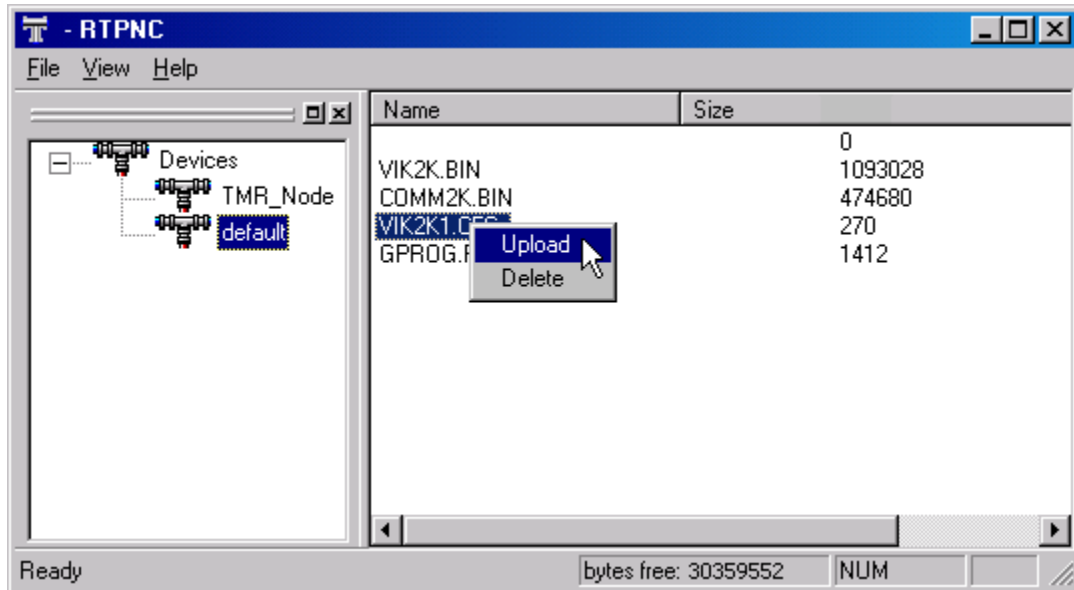 - RTPNC
File View Help
Name Size
Devices
TMR_Node
default
0
VIK2K.BIN 1093028
COMM2K.BIN 474680
270
1412
Upload
Delete
Ready bytes free: 30359552 NUM